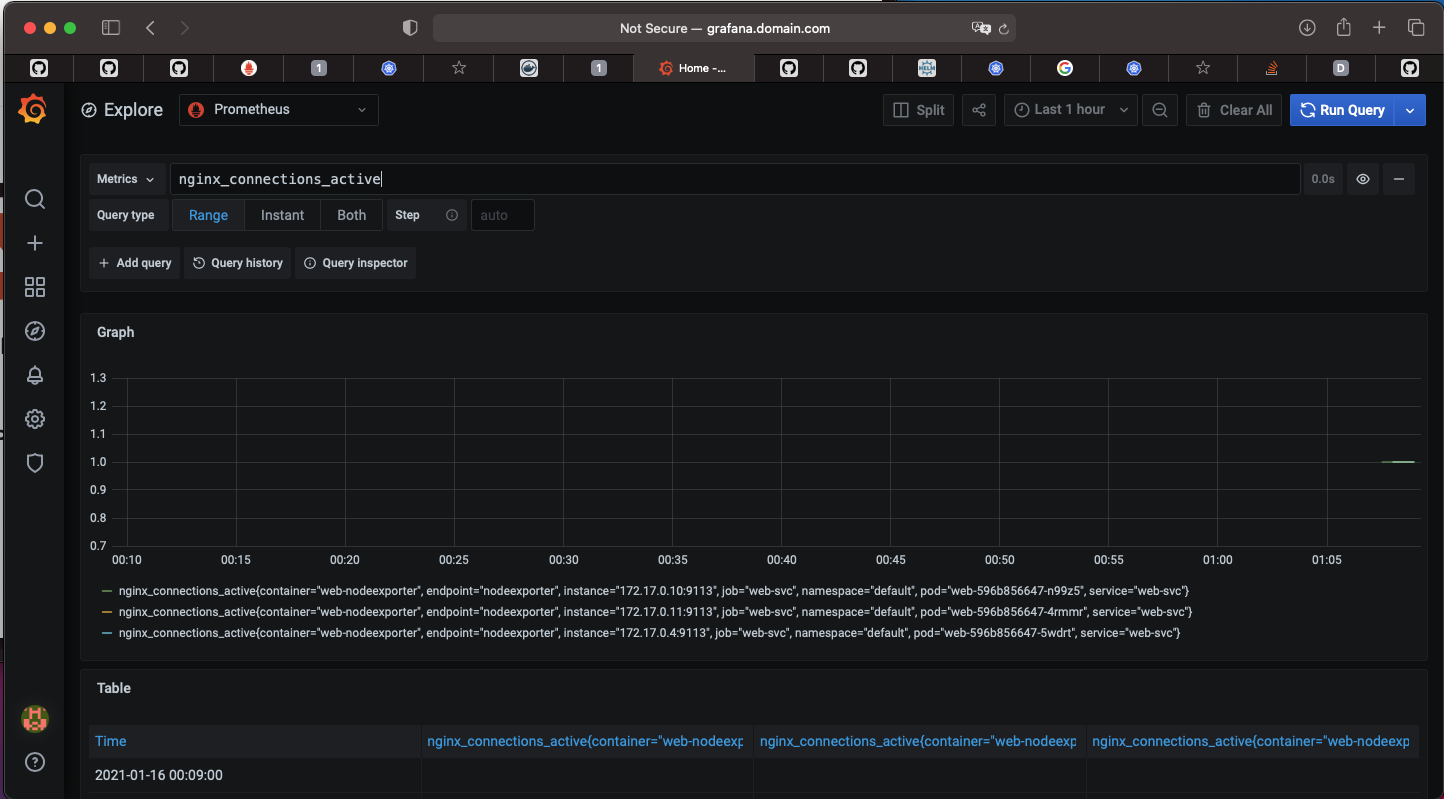 Not Secure — grafana.domain.com
1
1
Home -...
HELM
D
Explore
Prometheus
Split
Last 1 hour
Clear All
Run Query
Metrics
nginx_connections_active
0.0s
Query type
Range
Instant
Both
Step
auto
+ Add query
Query history
Query inspector
Graph
1.3
1.2
1.1
1.0
0.9
0.8
0.7
00:10 00:15 00:20 00:25 00:30 00:35 00:40 00:45 00:50 00:55 01:00 01:05
nginx_connections_active{container="web-nodeexporter", endpoint="nodeexporter", instance="172.17.0.10:9113", job="web-svc", namespace="default", pod="web-596b856647-n99z5", service="web-svc"}
nginx_connections_active{container="web-nodeexporter", endpoint="nodeexporter", instance="172.17.0.11:9113", job="web-svc", namespace="default", pod="web-596b856647-4rmmr", service="web-svc"}
nginx_connections_active{container="web-nodeexporter", endpoint="nodeexporter", instance="172.17.0.4:9113", job="web-svc", namespace="default", pod="web-596b856647-5wdrt", service="web-svc"}
Table
Time
nginx_connections_active{container="web-nodeexp
nginx_connections_active{container="web-nodeexp
nginx_connections_active{container="web-nodeexp
2021-01-16 00:09:00